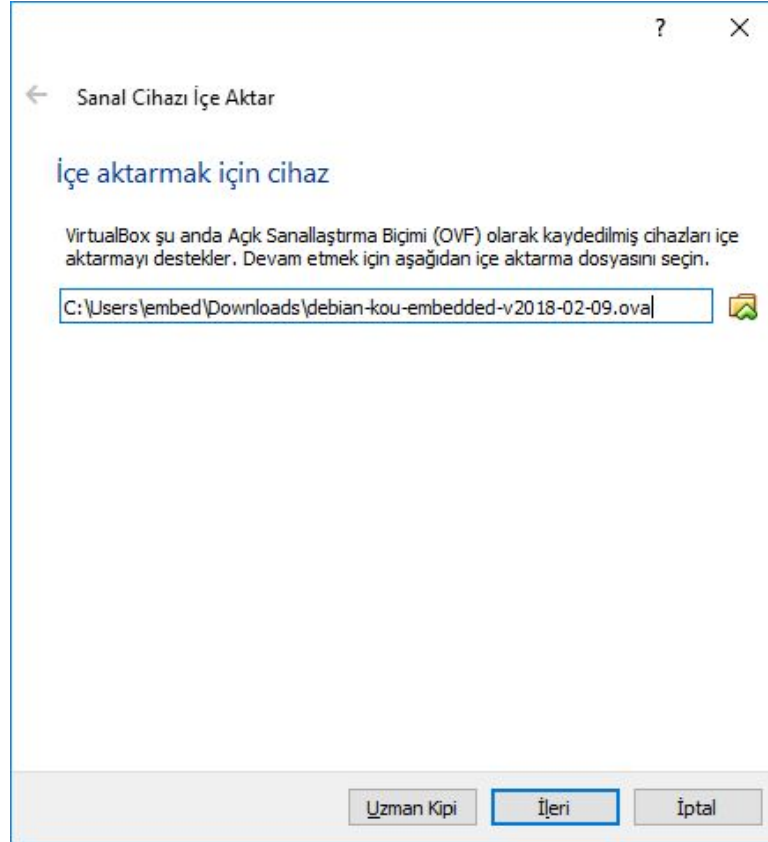 ?
Sanal Cihazı İçe Aktar
İçe aktarmak için cihaz
VirtualBox şu anda Açık Sanallaştırma Biçimi (OVF) olarak kaydedilmiş cihazları içe
aktarmayı destekler. Devam etmek için aşağıdan içe aktarma dosyasını seçin.
C:\Users\embed\Downloads\debian-kou-embedded-v2018-02-09.ova
Uzman Kipi İleri İptal